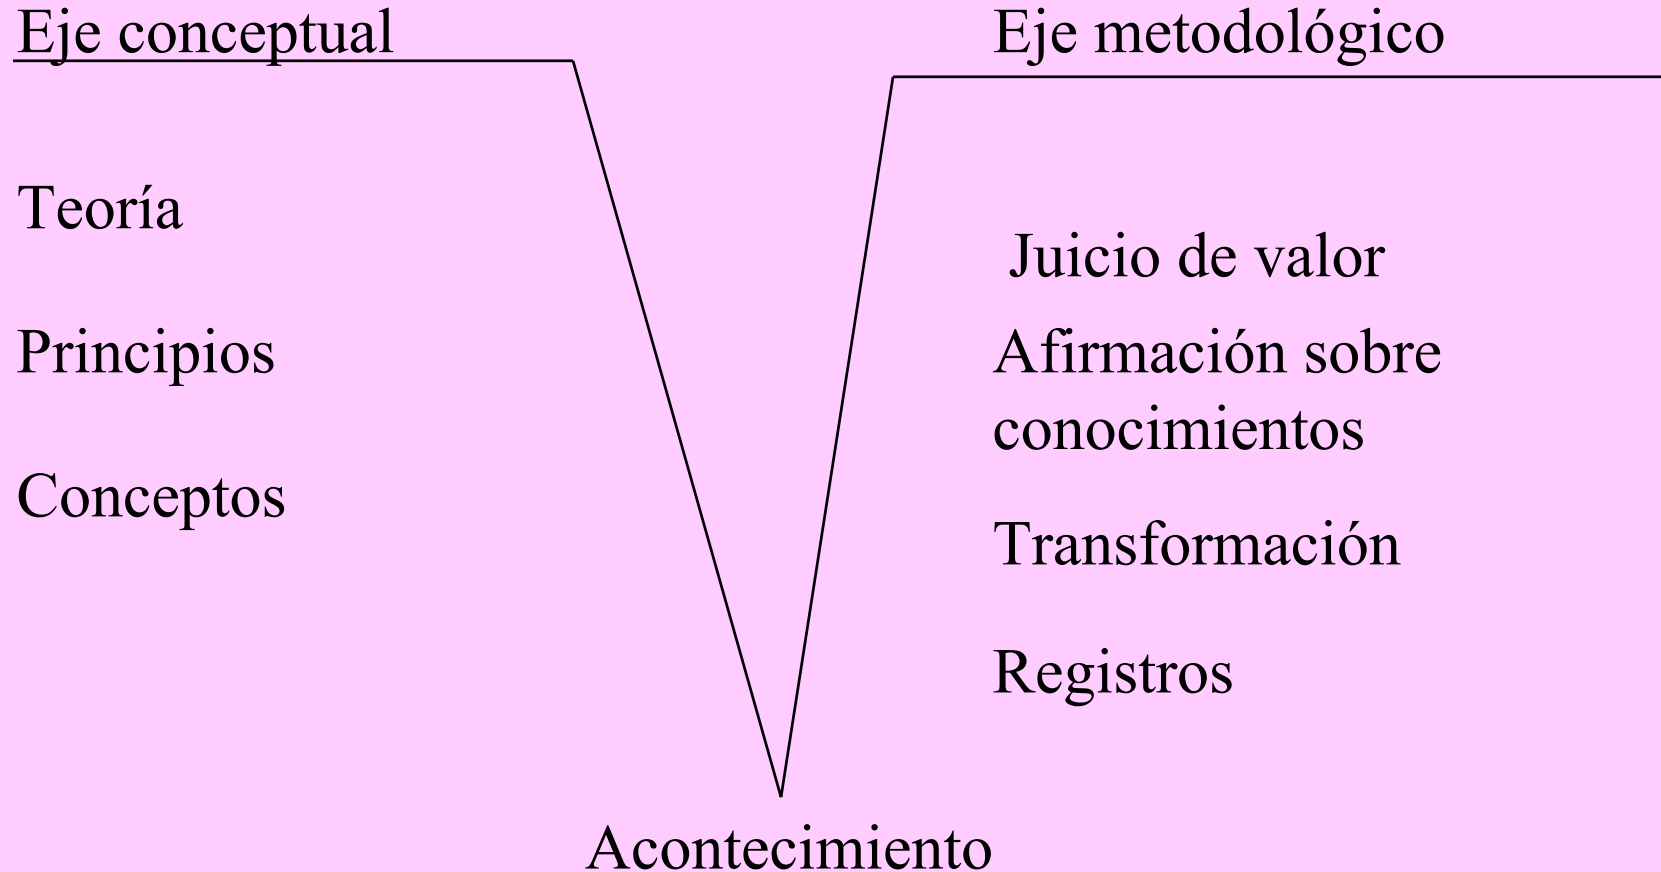 Eje conceptual
Teoría
Principios
Conceptos
Eje metodológico
Juicio de valor
Afirmación sobre
conocimientos
Transformación
Registros
Acontecimiento